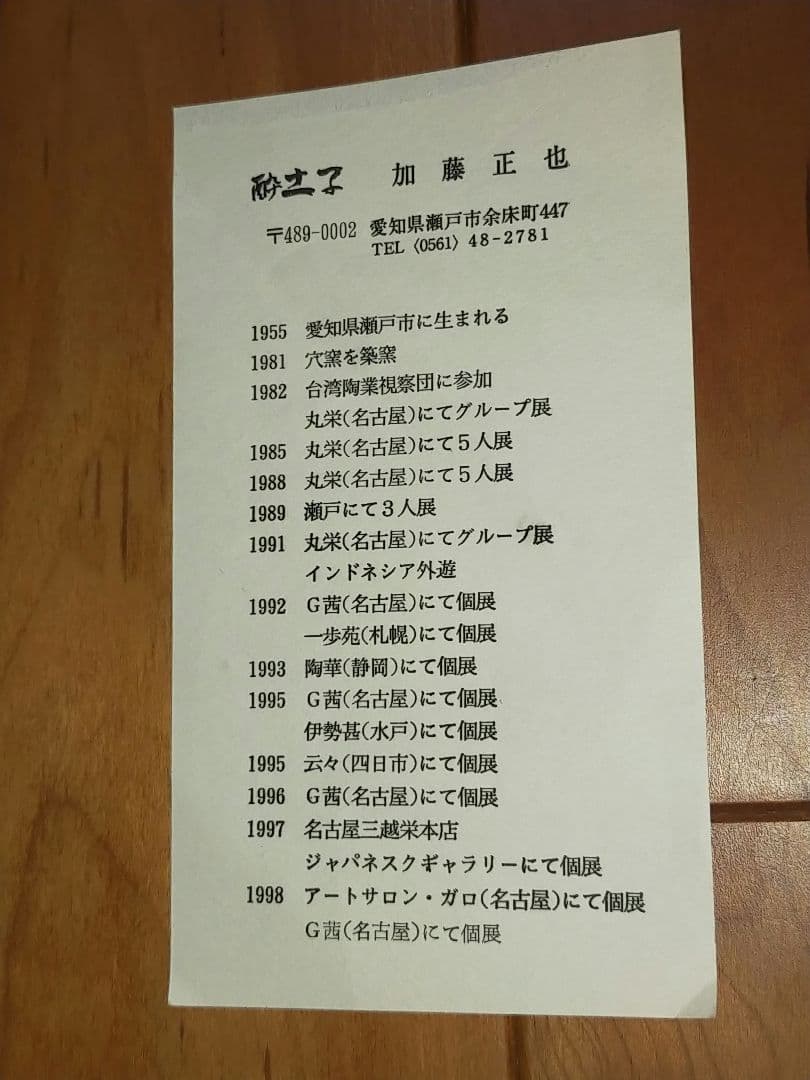 酔土子 加藤正也
〒489-0002 愛知県瀬戸市余床町447
TEL〈0561〉48-2781
1955 愛知県瀬戸市に生まれる
1981 穴窯を築窯
1982 台湾陶業視察団に参加
丸栄(名古屋)にてグループ展
1985 丸栄(名古屋)にて5人展
1988 丸栄(名古屋)にて5人展
1989 瀬戸にて3人展
1991 丸栄(名古屋)にてグループ展
インドネシア外遊
1992 G茜(名古屋)にて個展
一歩苑(札幌)にて個展
1993 陶華(静岡)にて個展
1995 G茜(名古屋)にて個展
伊勢甚(水戸)にて個展
1995 云々(四日市)にて個展
1996 G茜(名古屋)にて個展
1997 名古屋三越栄本店
ジャパネスクギャラリーにて個展
1998 アートサロン・ガロ(名古屋)にて個展
G茜(名古屋)にて個展